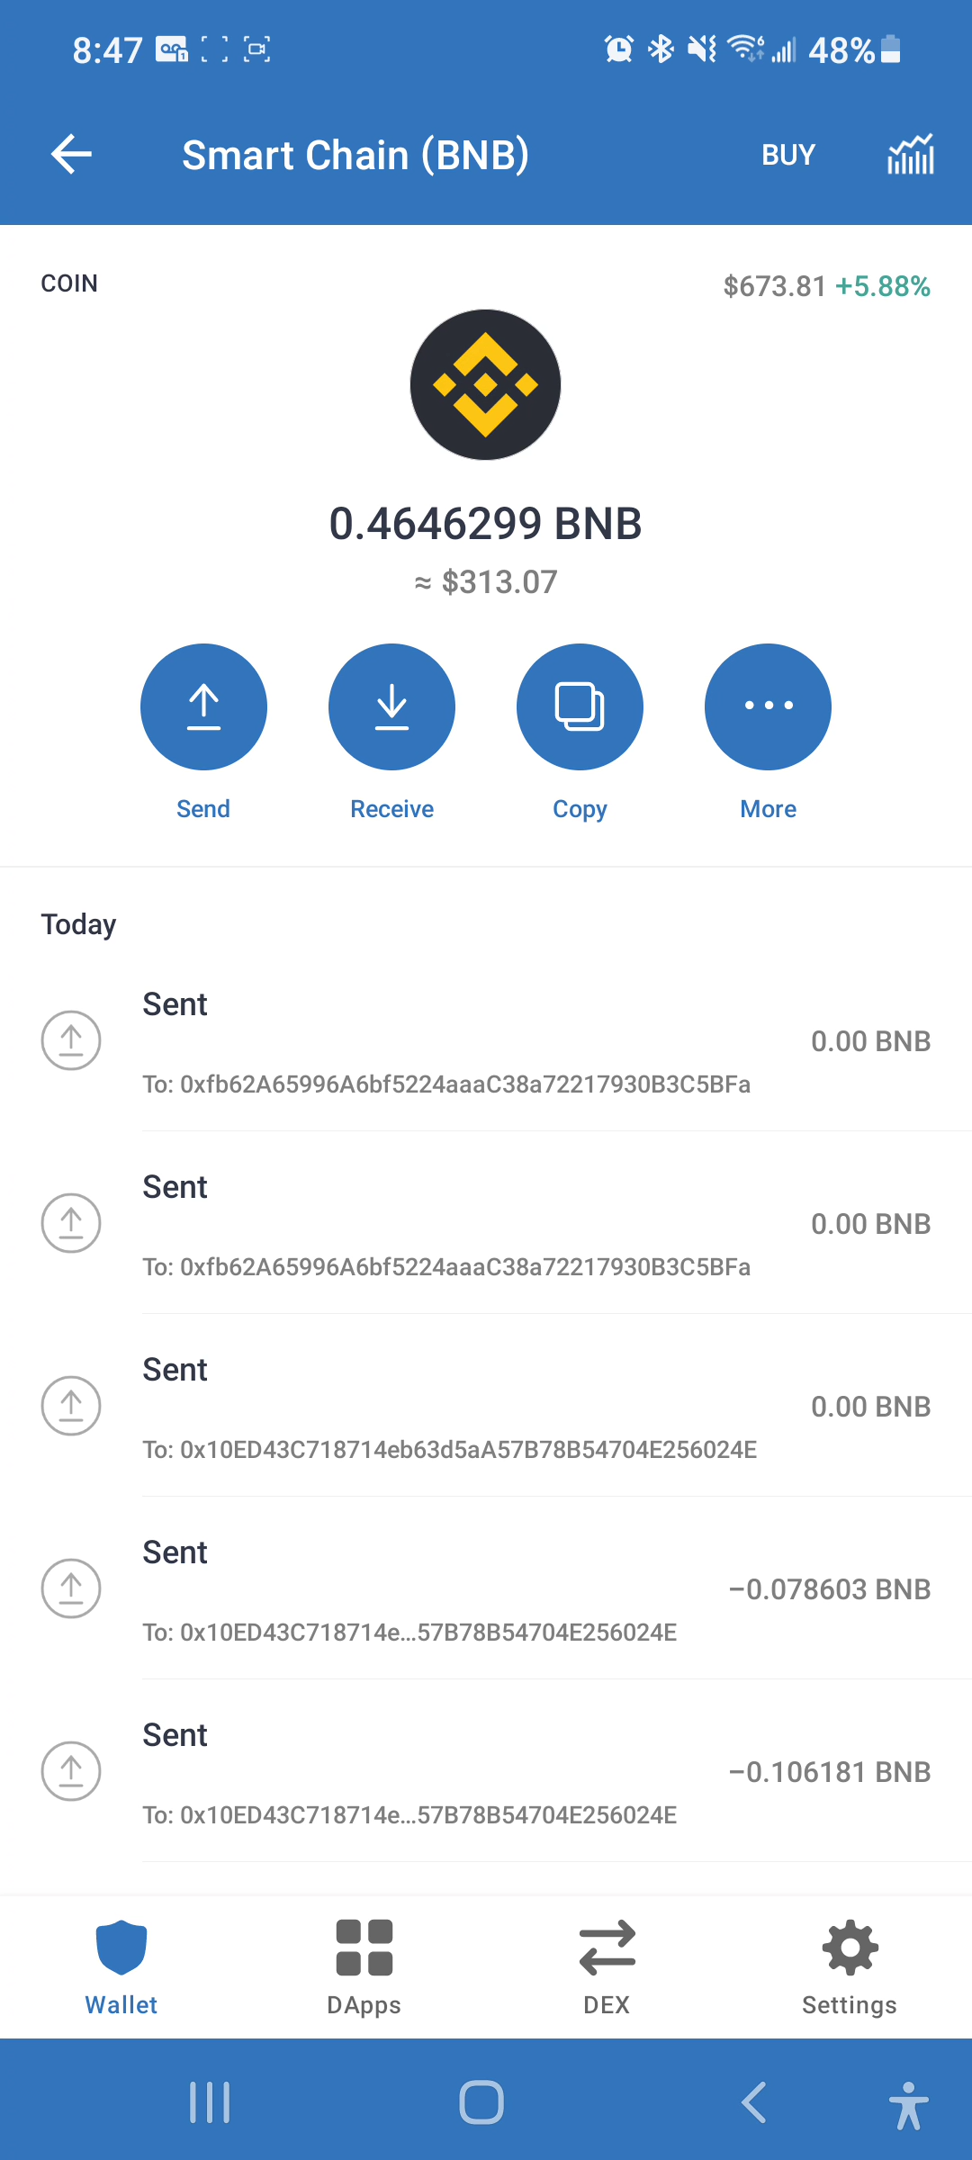 8:47
48%
Smart Chain (BNB)
BUY
COIN
$673.81 +5.88%
0.4646299 BNB
≈ $313.07
Send
Receive
Copy
More
Today
Sent
0.00 BNB
To: 0xfb62A65996A6bf5224aaaC38a72217930B3C5BFa
Sent
0.00 BNB
To: 0xfb62A65996A6bf5224aaaC38a72217930B3C5BFa
Sent
0.00 BNB
To: 0x10ED43C718714eb63d5aA57B78B54704E256024E
Sent
−0.078603 BNB
To: 0x10ED43C718714e...57B78B54704E256024E
Sent
−0.106181 BNB
To: 0x10ED43C718714e...57B78B54704E256024E
Wallet
DApps
DEX
Settings